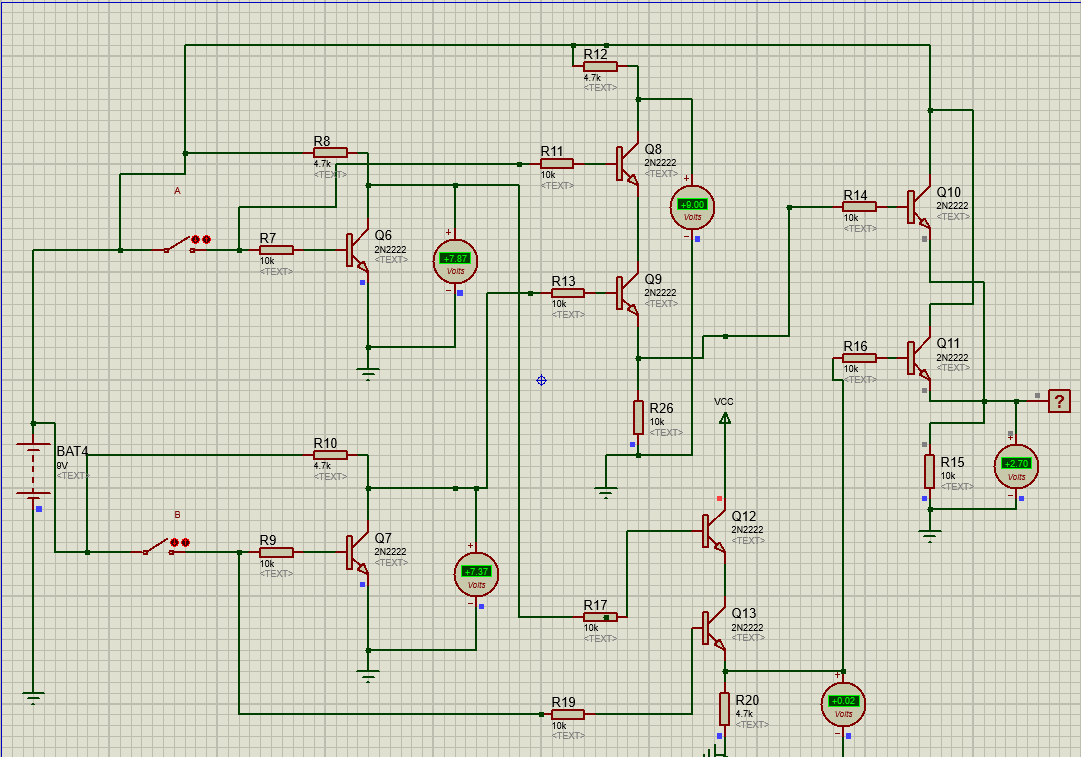 R12
4.7k
<TEXT>
R8
4.7k
<TEXT>
R11
10k
<TEXT>
Q8
2N2222
<TEXT>
A
+
+9.00
Volts
−
R14
10k
<TEXT>
Q10
2N2222
<TEXT>
R7
10k
<TEXT>
Q6
2N2222
<TEXT>
+
+7.87
Volts
−
R13
10k
<TEXT>
Q9
2N2222
<TEXT>
R16
10k
<TEXT>
Q11
2N2222
<TEXT>
R26
10k
<TEXT>
VCC
?
BAT4
9V
<TEXT>
R10
4.7k
<TEXT>
R15
10k
<TEXT>
+
+2.70
Volts
−
B
R9
10k
<TEXT>
Q7
2N2222
<TEXT>
+
+7.37
Volts
−
Q12
2N2222
<TEXT>
R17
10k
<TEXT>
Q13
2N2222
<TEXT>
R19
10k
<TEXT>
R20
4.7k
<TEXT>
+
+0.02
Volts
−